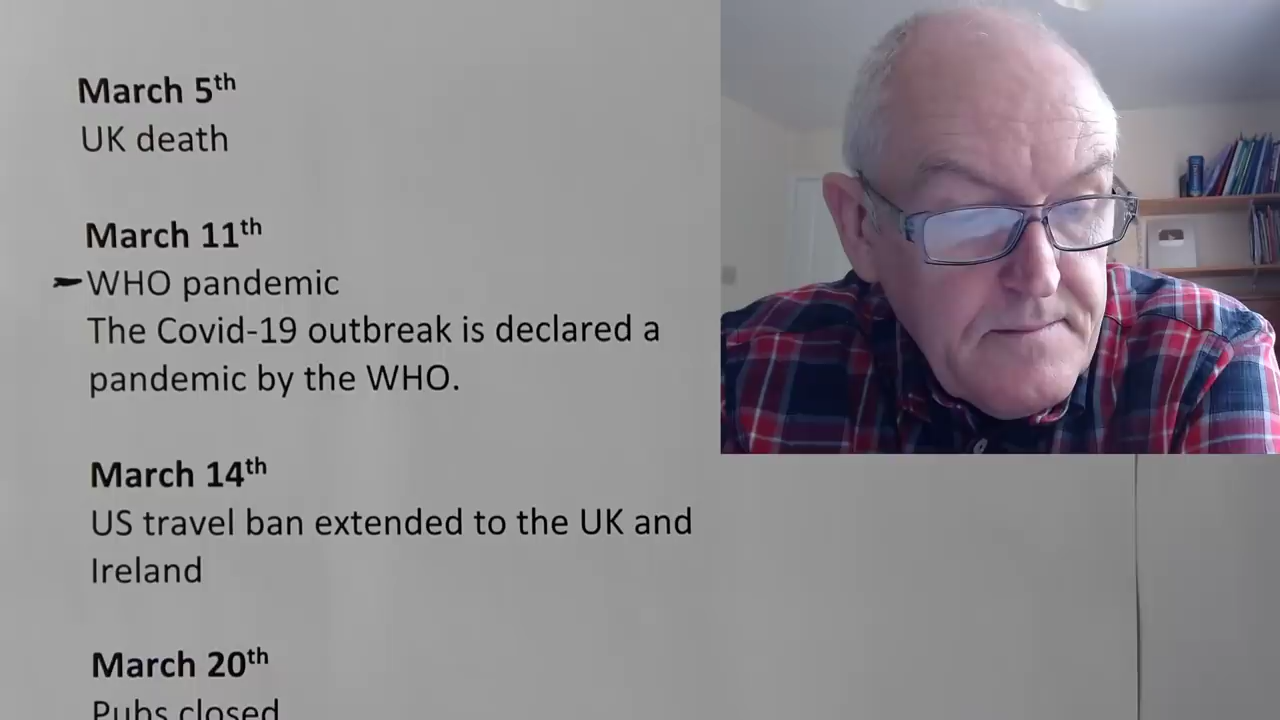 March 5th
UK death
March 11th
WHO pandemic
The Covid-19 outbreak is declared a
pandemic by the WHO.
March 14th
US travel ban extended to the UK and
Ireland
March 20th
Pubs closed